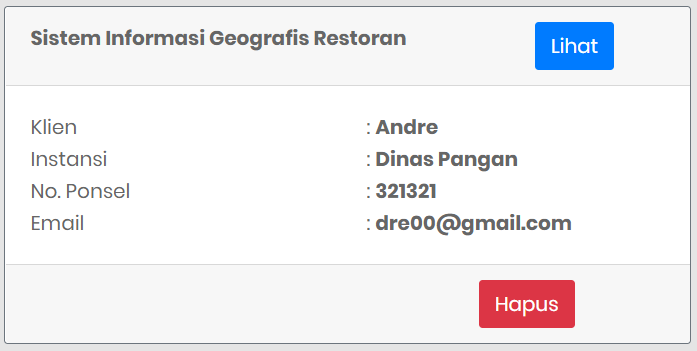 Sistem Informasi Geografis Restoran
Lihat
Klien : Andre
Instansi : Dinas Pangan
No. Ponsel : 321321
Email : dre00@gmail.com
Hapus